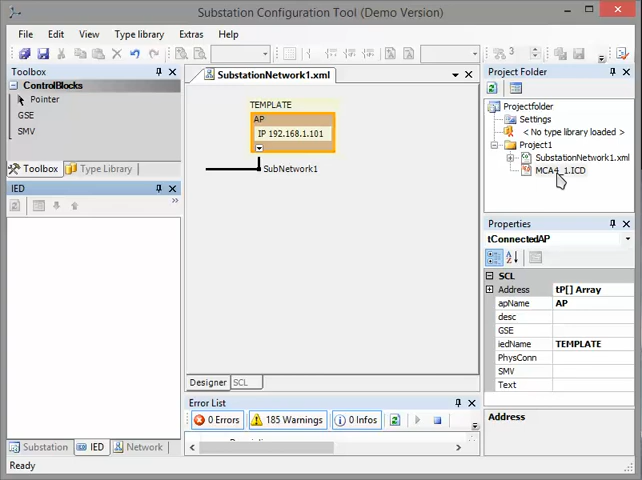 Substation Configuration Tool (Demo Version)
File Edit View Type library Extras Help
3
Toolbox
ControlBlocks
Pointer
GSE
SMV
Toolbox Type Library
IED
Substation IED Network
SubstationNetwork1.xml
TEMPLATE
AP
IP 192.168.1.101
SubNetwork1
Designer SCL
Error List
0 Errors 185 Warnings 0 Infos
Project Folder
Projectfolder
Settings
< No type library loaded >
Project1
SubstationNetwork1.xml
MCA4_1.ICD
Properties
tConnectedAP
SCL
Address tP[] Array
apName AP
desc
GSE
iedName TEMPLATE
PhysConn
SMV
Text
Address
Ready